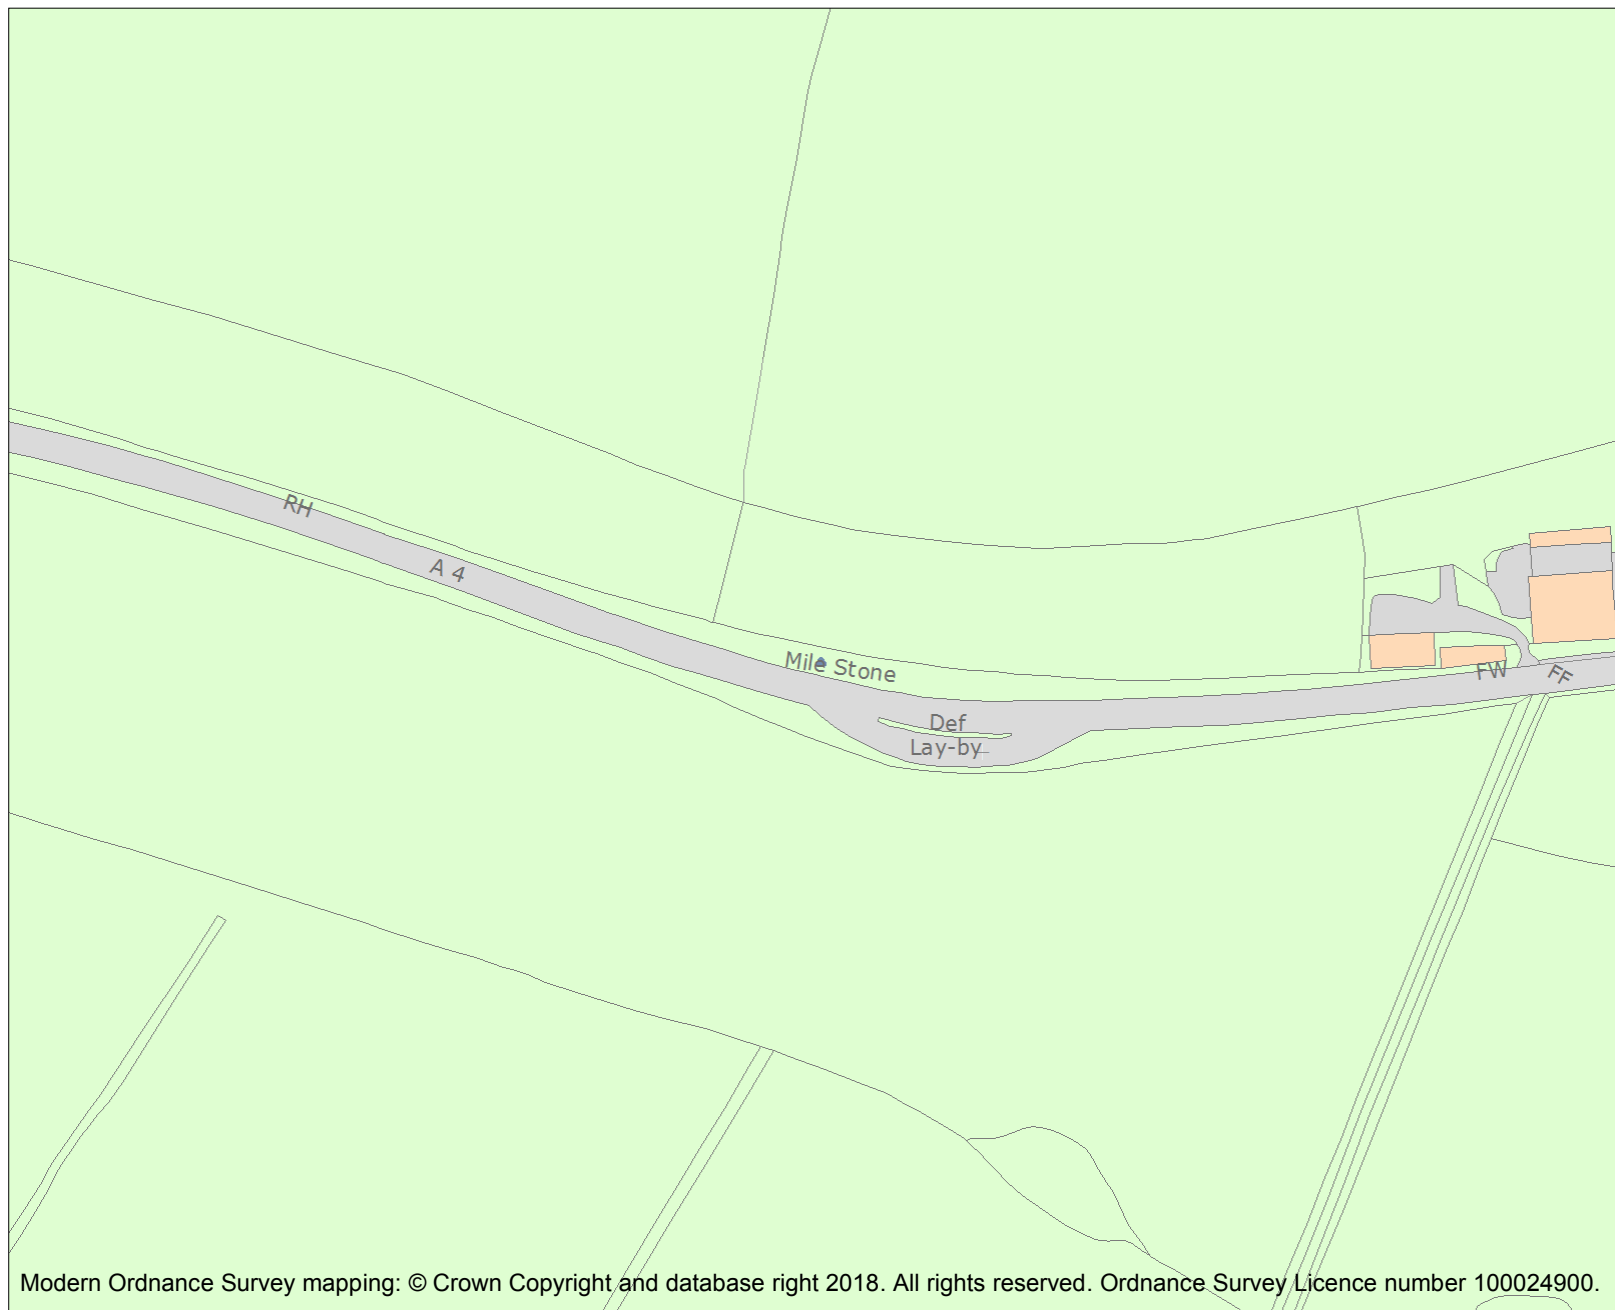 RH
A 4
Mile Stone
FW
FF
Def
Lay-by
Modern Ordnance Survey mapping: © Crown Copyright and database right 2018. All rights reserved. Ordnance Survey Licence number 100024900.